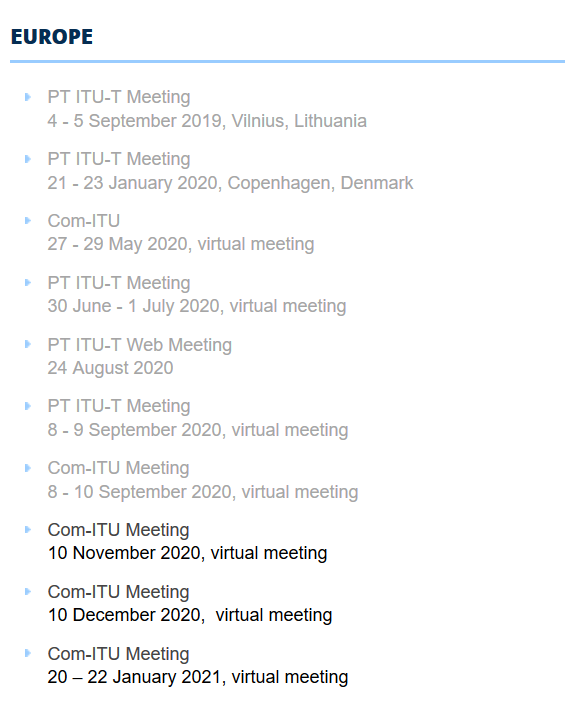 EUROPE
PT ITU-T Meeting
4 - 5 September 2019, Vilnius, Lithuania
PT ITU-T Meeting
21 - 23 January 2020, Copenhagen, Denmark
Com-ITU
27 - 29 May 2020, virtual meeting
PT ITU-T Meeting
30 June - 1 July 2020, virtual meeting
PT ITU-T Web Meeting
24 August 2020
PT ITU-T Meeting
8 - 9 September 2020, virtual meeting
Com-ITU Meeting
8 - 10 September 2020, virtual meeting
Com-ITU Meeting
10 November 2020, virtual meeting
Com-ITU Meeting
10 December 2020,  virtual meeting
Com-ITU Meeting
20 – 22 January 2021, virtual meeting